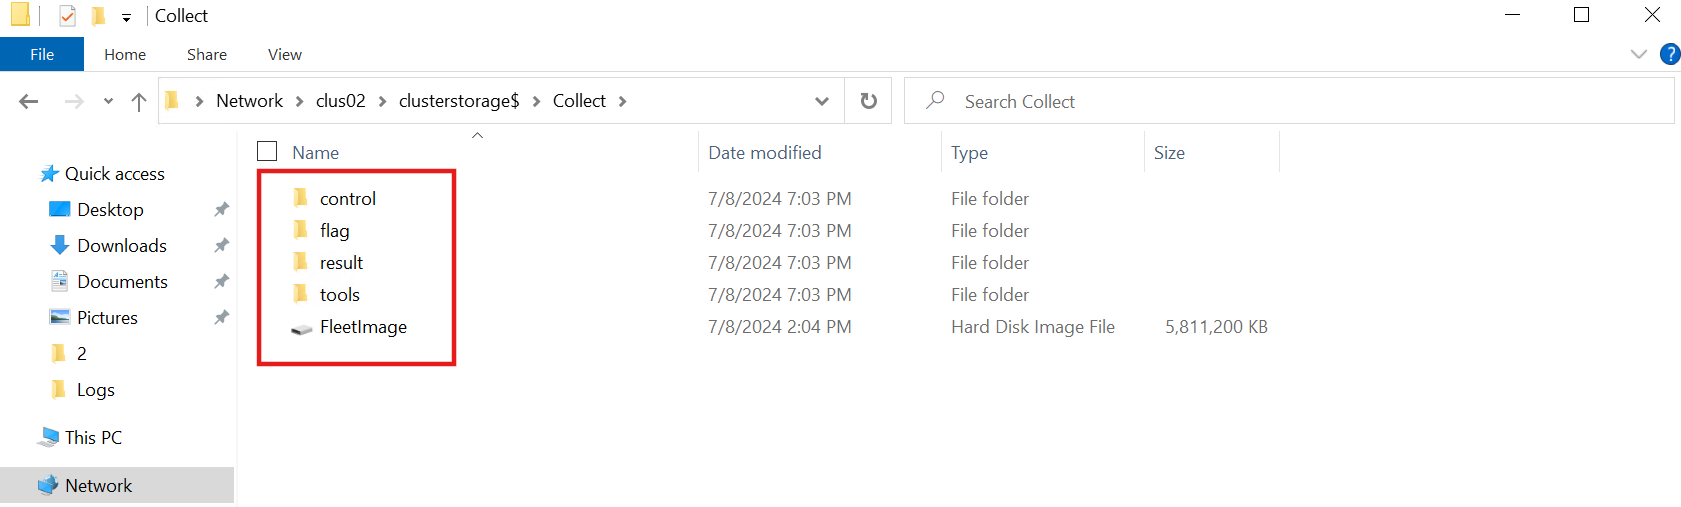 Collect
File Home Share View ?
Network clus02 clusterstorage$ Collect Search Collect
Name Date modified Type Size
Quick access
Desktop
Downloads
Documents
Pictures
2
Logs
This PC
Network
control 7/8/2024 7:03 PM File folder
flag 7/8/2024 7:03 PM File folder
result 7/8/2024 7:03 PM File folder
tools 7/8/2024 7:03 PM File folder
FleetImage 7/8/2024 2:04 PM Hard Disk Image File 5,811,200 KB